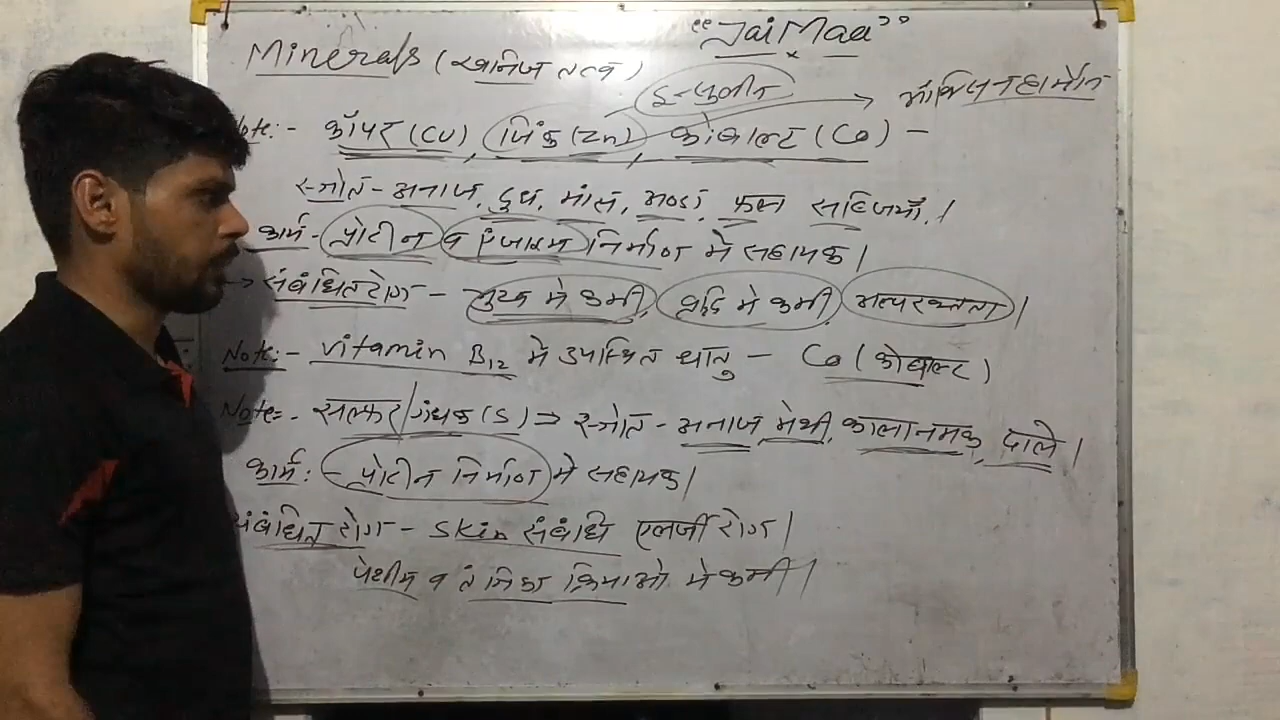 "Jai Maa"
Minerals (खनिज तत्व)
इन्सुलीन → नॉर्मिलन हार्मोन
Note:- कॉपर (Cu), जिंक (Zn), कोबाल्ट (Co) -
स्त्रोत - अनाज, दुध, मांस, अण्डा, फल सब्जियाँ।
कार्य - प्रोटीन व एंजाइम निर्माण मे सहायक।
→ संबंधित रोग - भुख मे कमी, वृद्धि मे कमी, अल्परक्तता।
Note:- Vitamin B12 मे उपस्थित धातु - Co (कोबाल्ट)
Note:- सल्फर/गंधक (S) ⇒ स्त्रोत - अनाज, मेथी, कालानमक, दाले।
कार्य:- प्रोटीन निर्माण मे सहायक।
संबंधित रोग - Skin संबंधि एलर्जी रोग।
पेशीय व तंत्रिका क्रियाओ मे कमी।